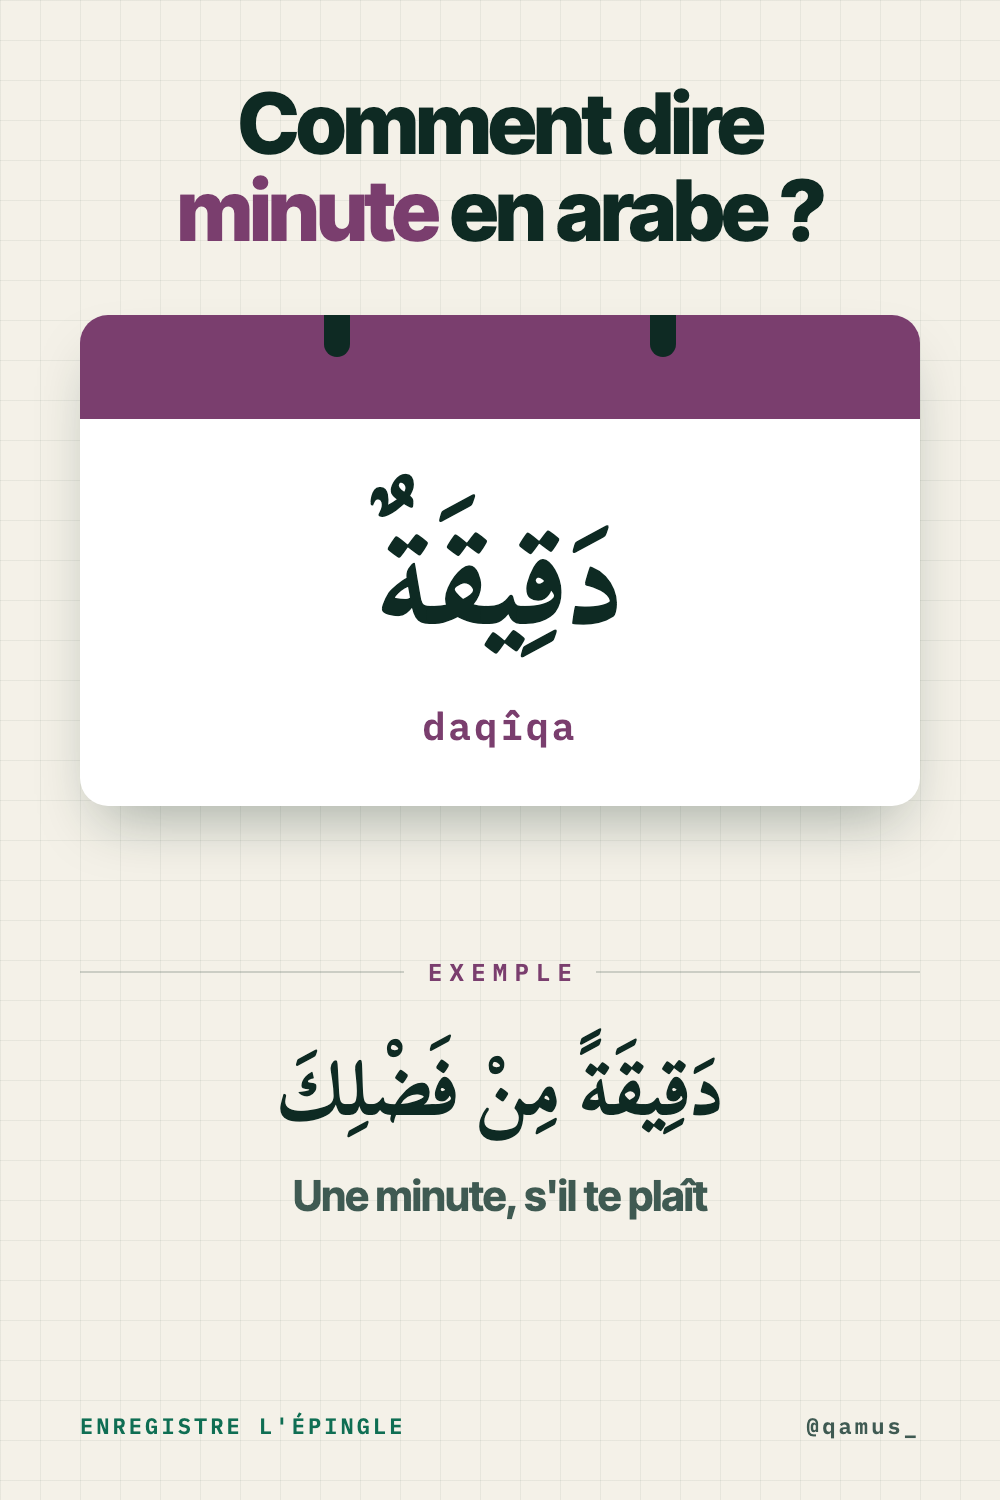 Comment dire
minute en arabe ?
دَقِيقَةٌ
daqîqa
EXEMPLE
دَقِيقَةً مِنْ فَضْلِكَ
Une minute, s'il te plaît
ENREGISTRE L'ÉPINGLE
@qamus_